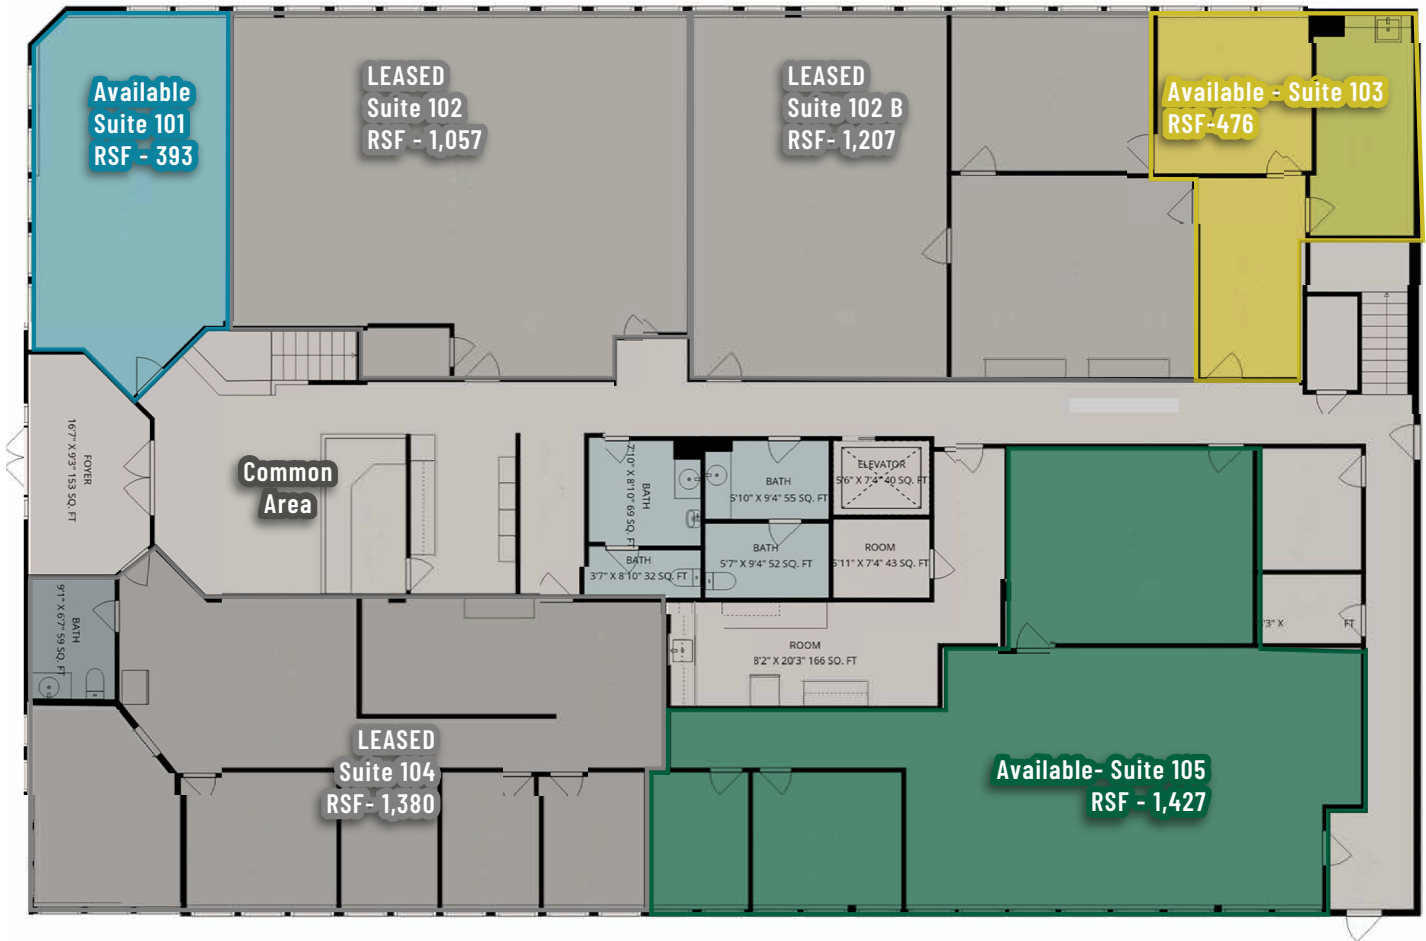 Available
Suite 101
RSF - 393
LEASED
Suite 102
RSF - 1,057
LEASED
Suite 102 B
RSF- 1,207
Available - Suite 103
RSF-476
FOYER
16'7" X 9'3" 153 SQ. FT
Common
Area
BATH
7'10" X 8'10" 69 SQ. FT
BATH
5'10" X 9'4" 55 SQ. FT
ELEVATOR
5'6" X 7'4" 40 SQ. FT
BATH
3'7" X 8'10" 32 SQ. FT
BATH
5'7" X 9'4" 52 SQ. FT
ROOM
5'11" X 7'4" 43 SQ. FT
BATH
9'1" X 6'7" 59 SQ. FT
ROOM
8'2" X 20'3" 166 SQ. FT
'3" X FT
LEASED
Suite 104
RSF- 1,380
Available- Suite 105
RSF - 1,427